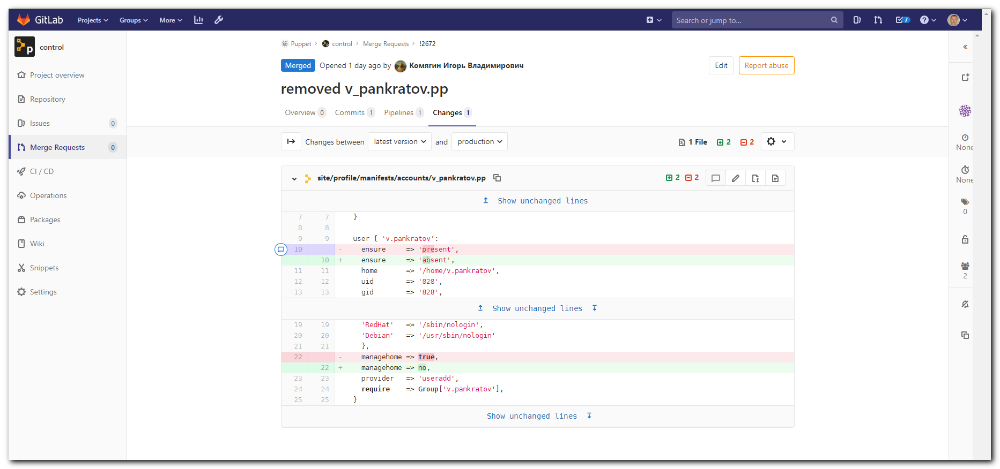 GitLab Projects Groups More Search or jump to... 7
control
Project overview
Repository
Issues 0
Merge Requests 0
CI / CD
Operations
Packages
Wiki
Snippets
Settings
Puppet > control > Merge Requests > !2672
Merged Opened 1 day ago by Комягин Игорь Владимирович Edit Report abuse
removed v_pankratov.pp
Overview 0 Commits 1 Pipelines 1 Changes 1
Changes between latest version and production 1 File 2 2
site/profile/manifests/accounts/v_pankratov.pp 2 2
Show unchanged lines
7 7 }
8 8
9 9 user { 'v.pankratov':
10 - ensure => 'present',
10 + ensure => 'absent',
11 11 home => '/home/v.pankratov',
12 12 uid => '828',
13 13 gid => '828',
Show unchanged lines
19 19 'RedHat' => '/sbin/nologin',
20 20 'Debian' => '/usr/sbin/nologin'
21 21 },
22 - managehome => true,
22 + managehome => no,
23 23 provider => 'useradd',
24 24 require => Group['v.pankratov'],
25 25 }
Show unchanged lines
«
None
None
0
2